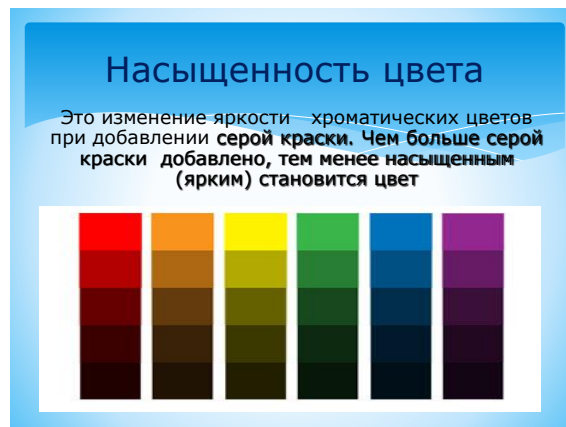 Насыщенность цвета
Это изменение яркости хроматических цветов
при добавлении серой краски. Чем больше серой
краски добавлено, тем менее насыщенным
(ярким) становится цвет